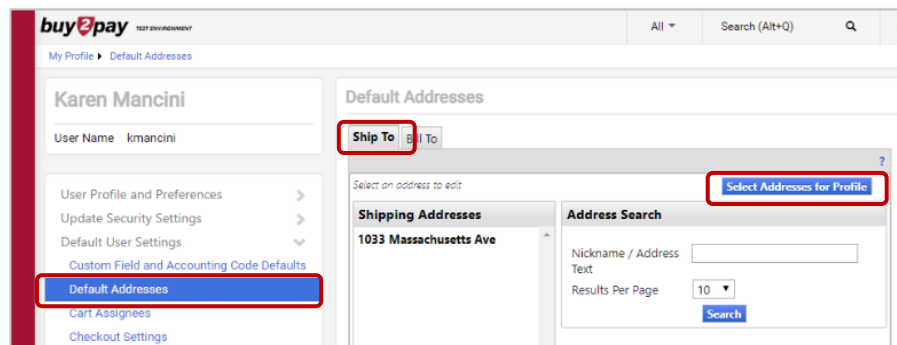 buy2pay TEST ENVIRONMENT
All
Search (Alt+Q)
My Profile Default Addresses
Karen Mancini
User Name kmancini
User Profile and Preferences
Update Security Settings
Default User Settings
Custom Field and Accounting Code Defaults
Default Addresses
Cart Assignees
Checkout Settings
Default Addresses
Ship To
Bill To
?
Select an address to edit
Select Addresses for Profile
Shipping Addresses
1033 Massachusetts Ave
Address Search
Nickname / Address
Text
Results Per Page 10
Search